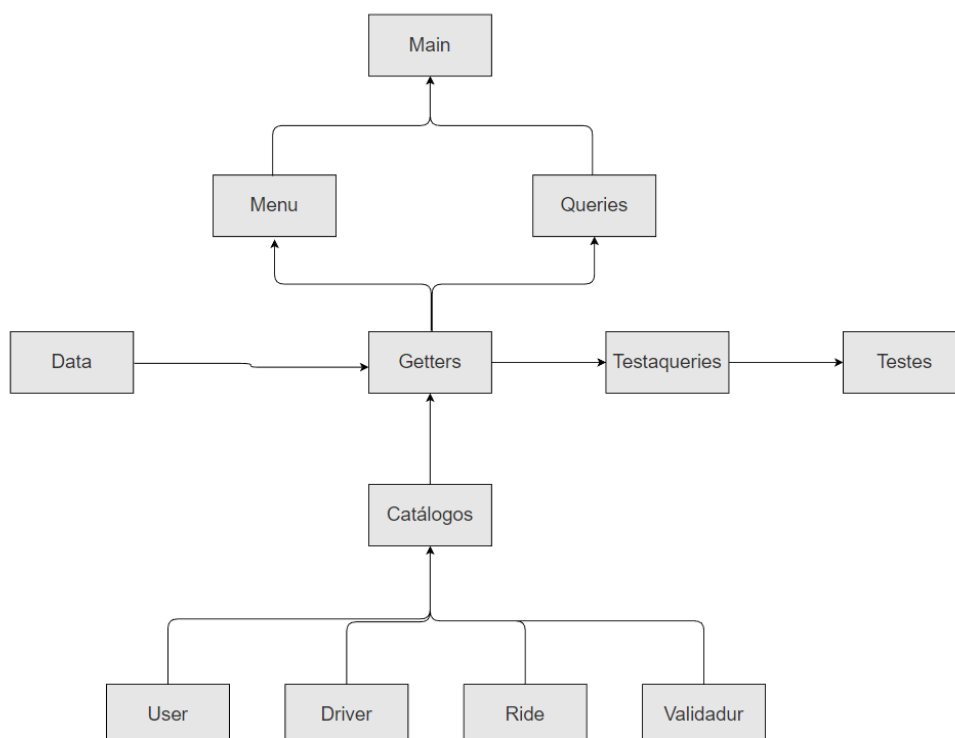 Main
Menu
Queries
Data
Getters
Testaqueries
Testes
Catálogos
User
Driver
Ride
Validadur